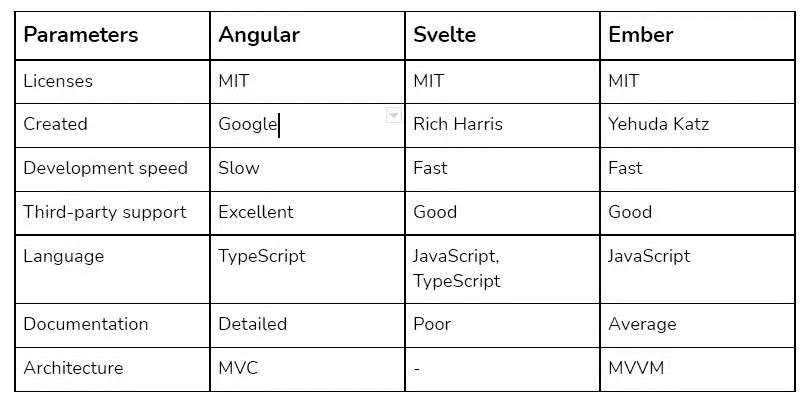 Parameters Angular Svelte Ember
Licenses MIT MIT MIT
Created Google Rich Harris Yehuda Katz
Development speed Slow Fast Fast
Third-party support Excellent Good Good
Language TypeScript JavaScript, JavaScript
TypeScript
Documentation Detailed Poor Average
Architecture MVC - MVVM